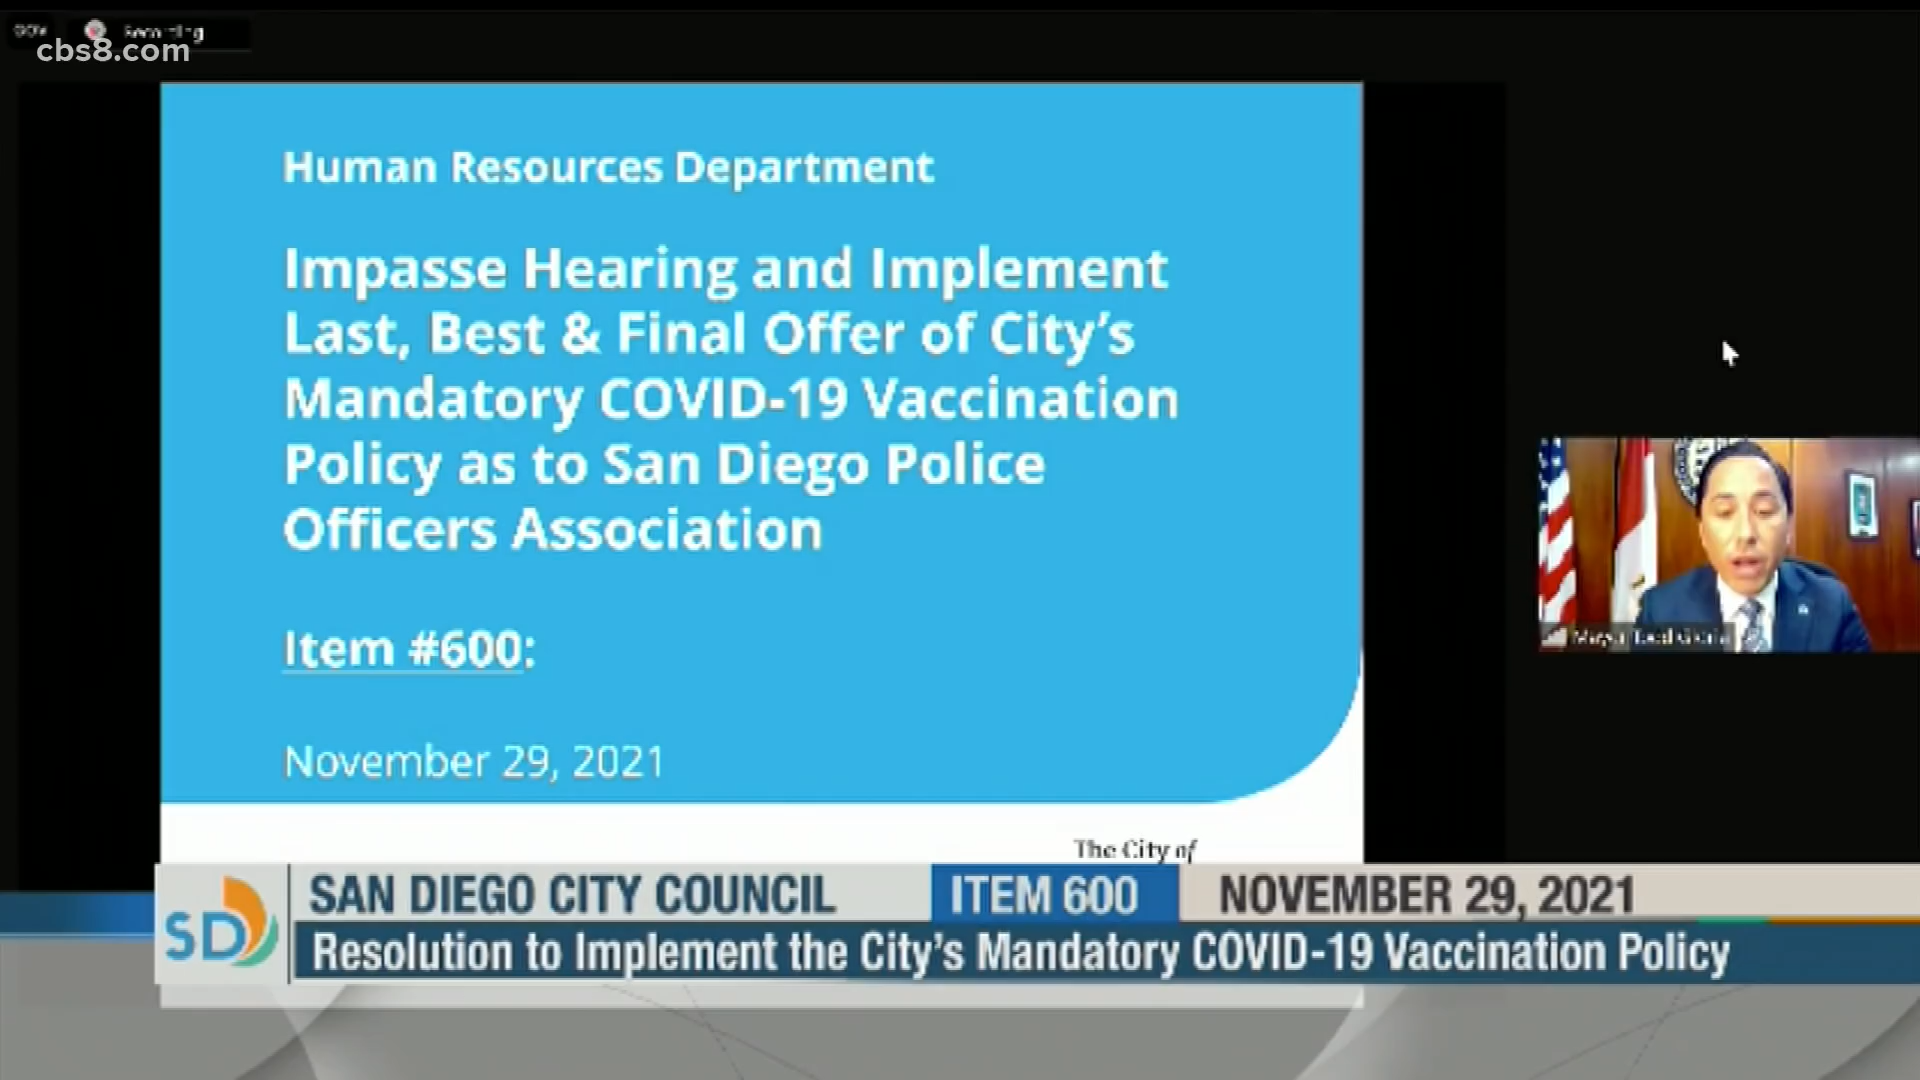 Recording
cbs8.com
Human Resources Department
Impasse Hearing and Implement
Last, Best & Final Offer of City's
Mandatory COVID-19 Vaccination
Policy as to San Diego Police
Officers Association
Item #600:
November 29, 2021
The City of
SD
SAN DIEGO CITY COUNCIL
ITEM 600
NOVEMBER 29, 2021
Resolution to Implement the City's Mandatory COVID-19 Vaccination Policy